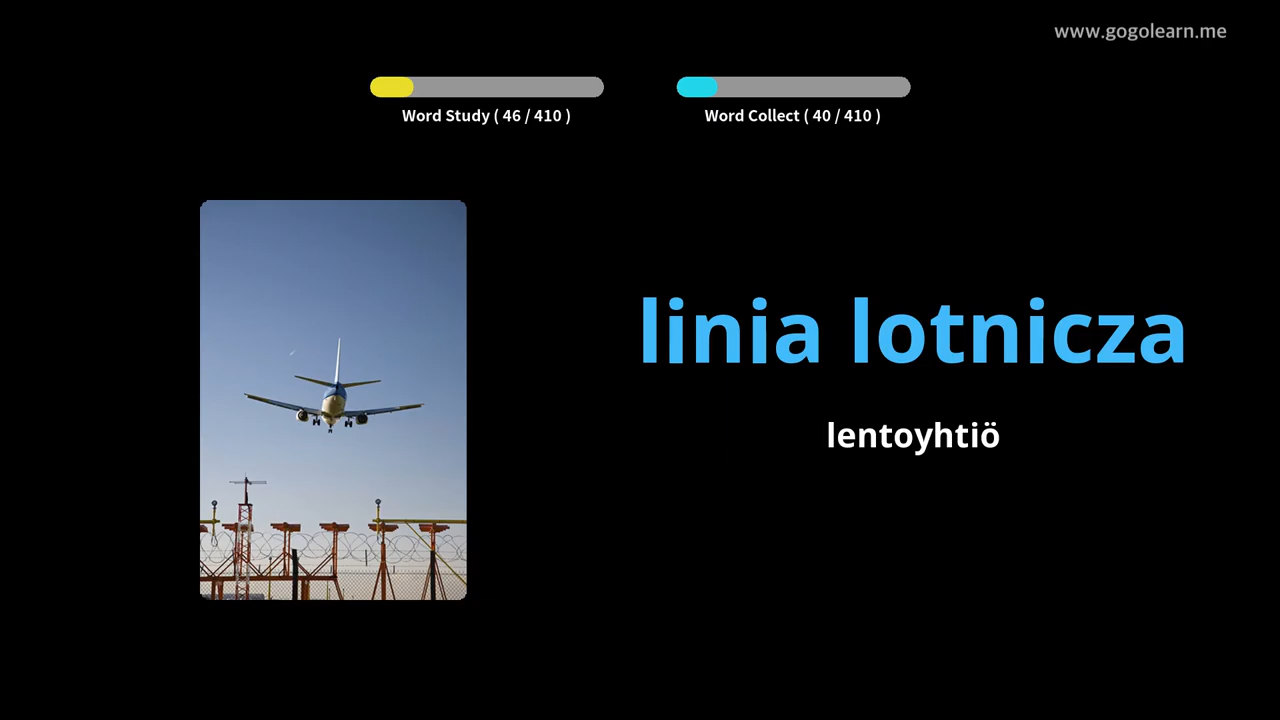 www.gogolearn.me
Word Study ( 46 / 410 )
Word Collect ( 40 / 410 )
linia lotnicza
lentoyhtiö